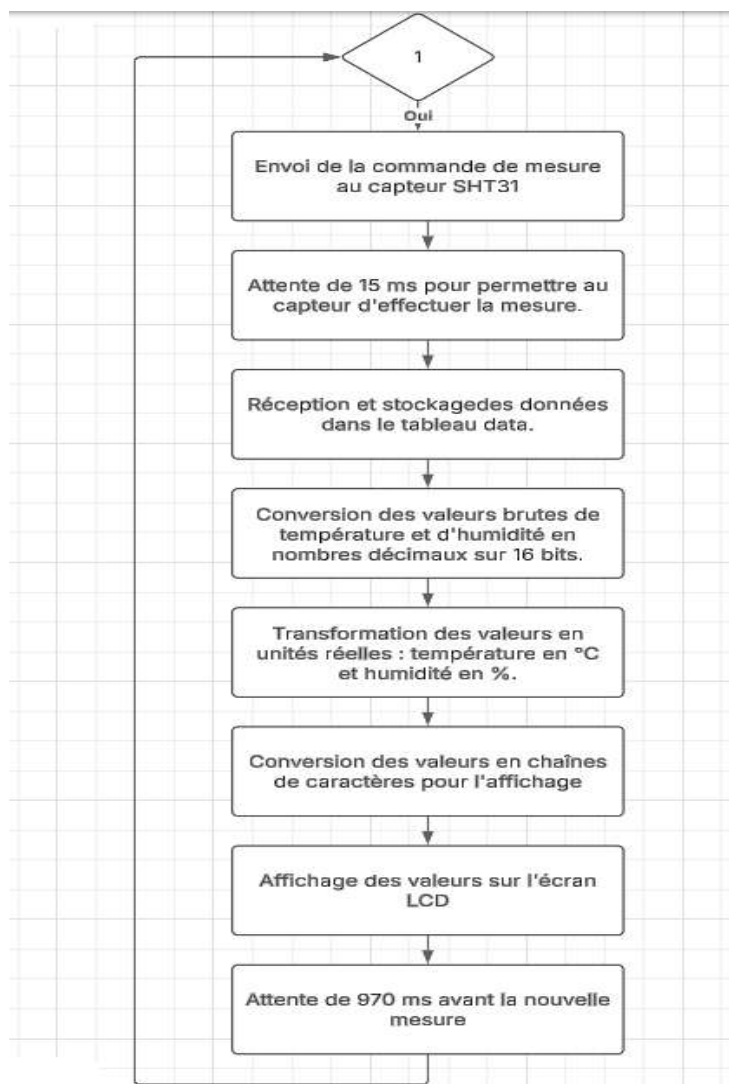 1
Oui
Envoi de la commande de mesure
au capteur SHT31
Attente de 15 ms pour permettre au
capteur d'effectuer la mesure.
Réception et stockagedes données
dans le tableau data.
Conversion des valeurs brutes de
température et d'humidité en
nombres décimaux sur 16 bits.
Transformation des valeurs en
unités réelles : température en °C
et humidité en %.
Conversion des valeurs en chaînes
de caractères pour l'affichage
Affichage des valeurs sur l'écran
LCD
Attente de 970 ms avant la nouvelle
mesure